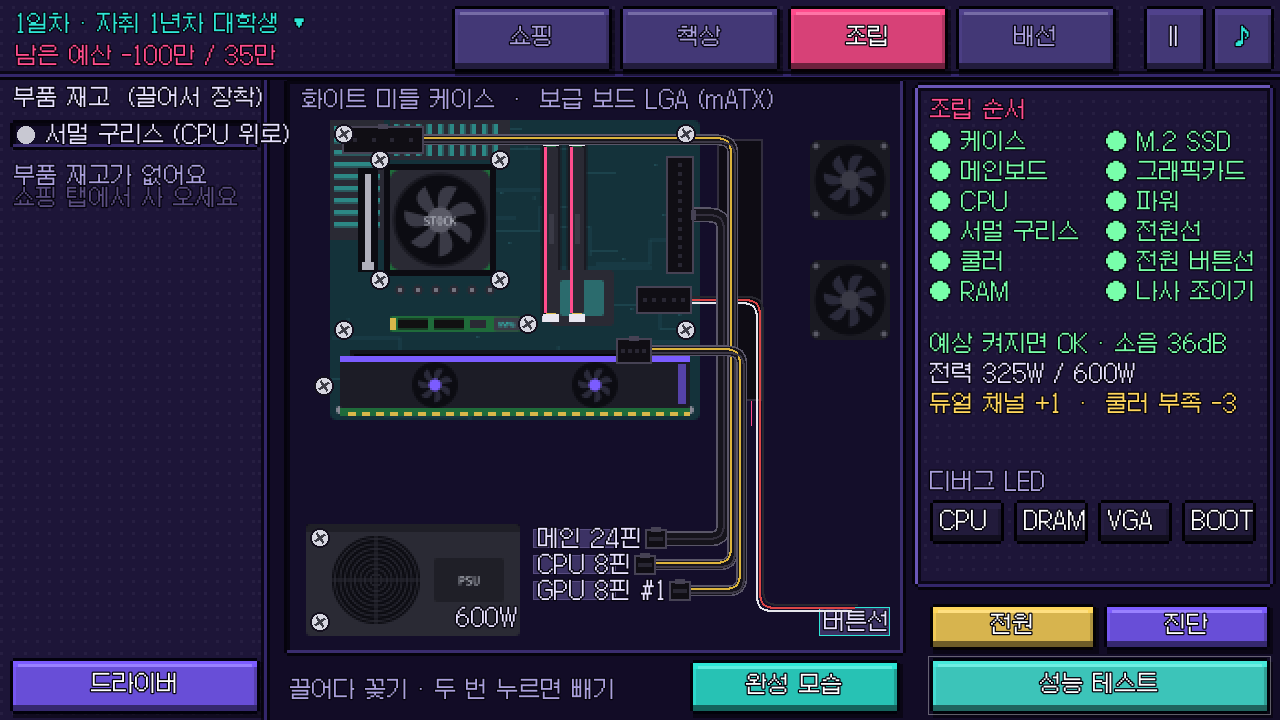 1일차 · 자취 1년차 대학생 ▼
남은 예산 -100만 / 35만
쇼핑
책상
조립
배선
부품 재고 (끌어서 장착)
서멀 구리스 (CPU 위로)
부품 재고가 없어요
쇼핑 탭에서 사 오세요
드라이버
화이트 미들 케이스 · 보급 보드 LGA (mATX)
STOCK
PSU
600W
메인 24핀
CPU 8핀
GPU 8핀 #1
버튼선
끌어다 꽂기 · 두 번 누르면 빼기
완성 모습
조립 순서
케이스
메인보드
CPU
서멀 구리스
쿨러
RAM
M.2 SSD
그래픽카드
파워
전원선
전원 버튼선
나사 조이기
예상 켜지면 OK · 소음 36dB
전력 325W / 600W
듀얼 채널 +1 · 쿨러 부족 -3
디버그 LED
CPU
DRAM
VGA
BOOT
전원
진단
성능 테스트